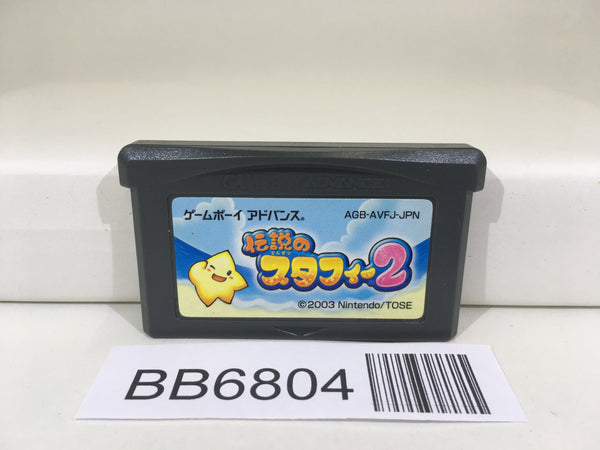 GAME BOY ADVANCE
ゲームボーイ アドバンス®
AGB-AVFJ-JPN
伝説の
でんせつ
スタフィー2
©2003 Nintendo/TOSE
BB6804